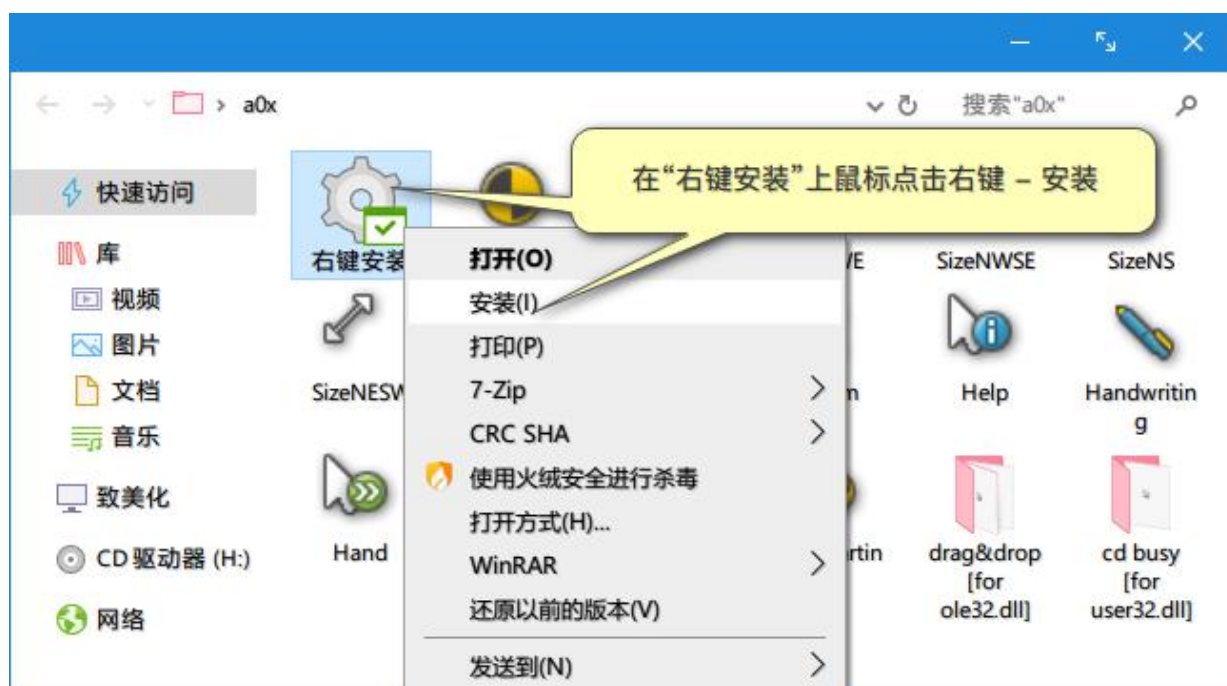 a0x
搜索"a0x"
在“右键安装”上鼠标点击右键 – 安装
快速访问
库
视频
图片
文档
音乐
致美化
CD 驱动器 (H:)
网络
右键安装
SizeNWSE
SizeNS
SizeNESW
Help
Handwritin
g
Hand
drag&drop
[for
ole32.dll]
cd busy
[for
user32.dll]
打开(O)
安装(I)
打印(P)
7-Zip
CRC SHA
使用火绒安全进行杀毒
打开方式(H)...
WinRAR
还原以前的版本(V)
发送到(N)